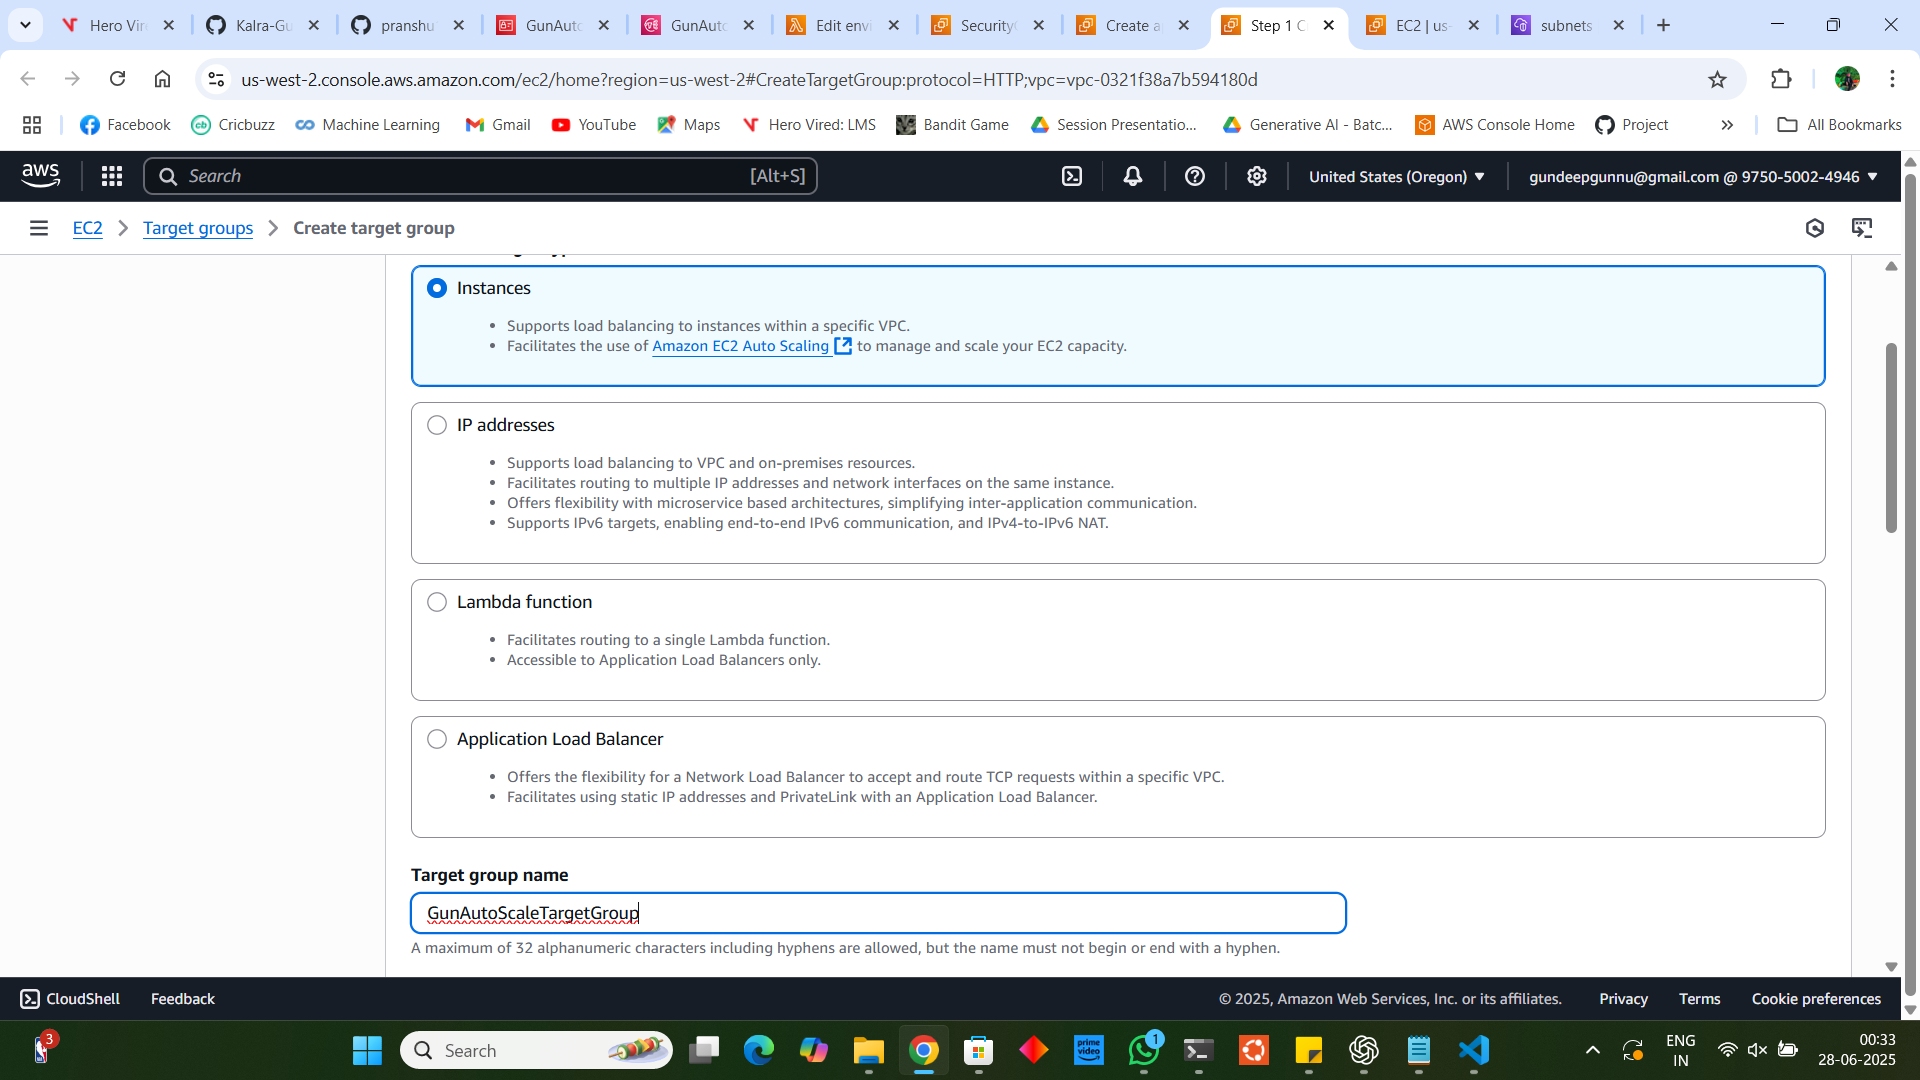 Hero Vir
Kalra-Gu
pranshu
GunAuto
GunAuto
Edit envi
Security
Create a
Step 1 C
EC2 | us-
subnets
us-west-2.console.aws.amazon.com/ec2/home?region=us-west-2#CreateTargetGroup:protocol=HTTP;vpc=vpc-0321f38a7b594180d
Facebook
Cricbuzz
Machine Learning
Gmail
YouTube
Maps
Hero Vired: LMS
Bandit Game
Session Presentatio...
Generative AI - Batc...
AWS Console Home
Project
All Bookmarks
aws
Search
[Alt+S]
United States (Oregon)
gundeepgunnu@gmail.com @ 9750-5002-4946
EC2
Target groups
Create target group
Instances
• Supports load balancing to instances within a specific VPC.
• Facilitates the use of Amazon EC2 Auto Scaling to manage and scale your EC2 capacity.
IP addresses
• Supports load balancing to VPC and on-premises resources.
• Facilitates routing to multiple IP addresses and network interfaces on the same instance.
• Offers flexibility with microservice based architectures, simplifying inter-application communication.
• Supports IPv6 targets, enabling end-to-end IPv6 communication, and IPv4-to-IPv6 NAT.
Lambda function
• Facilitates routing to a single Lambda function.
• Accessible to Application Load Balancers only.
Application Load Balancer
• Offers the flexibility for a Network Load Balancer to accept and route TCP requests within a specific VPC.
• Facilitates using static IP addresses and PrivateLink with an Application Load Balancer.
Target group name
GunAutoScaleTargetGroup
A maximum of 32 alphanumeric characters including hyphens are allowed, but the name must not begin or end with a hyphen.
CloudShell
Feedback
© 2025, Amazon Web Services, Inc. or its affiliates.
Privacy
Terms
Cookie preferences
3
Search
prime video
1
ENG
IN
00:33
28-06-2025